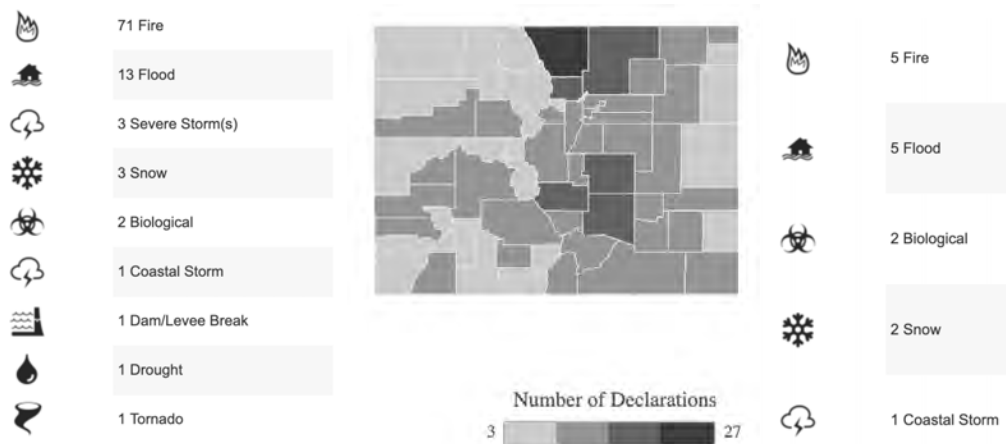 71 Fire
13 Flood
3 Severe Storm(s)
3 Snow
2 Biological
1 Coastal Storm
1 Dam/Levee Break
1 Drought
1 Tornado
Number of Declarations
3 27
5 Fire
5 Flood
2 Biological
2 Snow
1 Coastal Storm